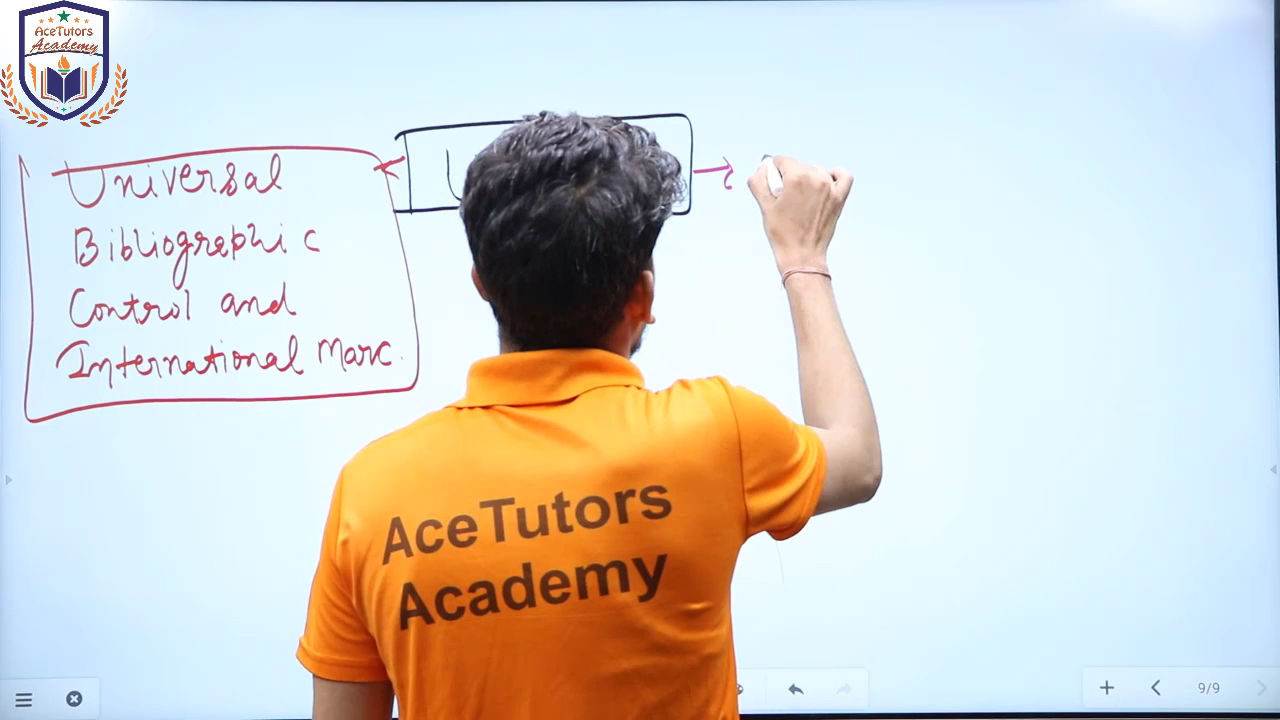 AceTutors
Academy
Universal
Bibliographic
Control and
International Marc.
AceTutors
Academy
9/9